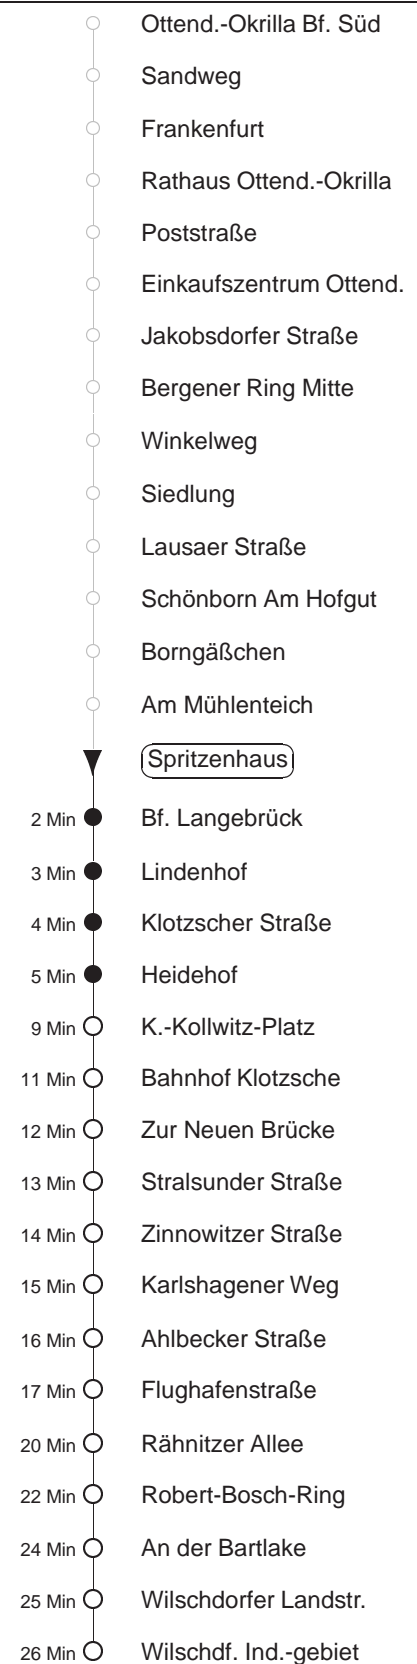 Ottend.-Okrilla Bf. Süd
Sandweg
Frankenfurt
Rathaus Ottend.-Okrilla
Poststraße
Einkaufszentrum Ottend.
Jakobsdorfer Straße
Bergener Ring Mitte
Winkelweg
Siedlung
Lausaer Straße
Schönborn Am Hofgut
Borngäßchen
Am Mühlenteich
Spritzenhaus
2 Min Bf. Langebrück
3 Min Lindenhof
4 Min Klotzscher Straße
5 Min Heidehof
9 Min K.-Kollwitz-Platz
11 Min Bahnhof Klotzsche
12 Min Zur Neuen Brücke
13 Min Stralsunder Straße
14 Min Zinnowitzer Straße
15 Min Karlshagener Weg
16 Min Ahlbecker Straße
17 Min Flughafenstraße
20 Min Rähnitzer Allee
22 Min Robert-Bosch-Ring
24 Min An der Bartlake
25 Min Wilschdorfer Landstr.
26 Min Wilschdf. Ind.-gebiet